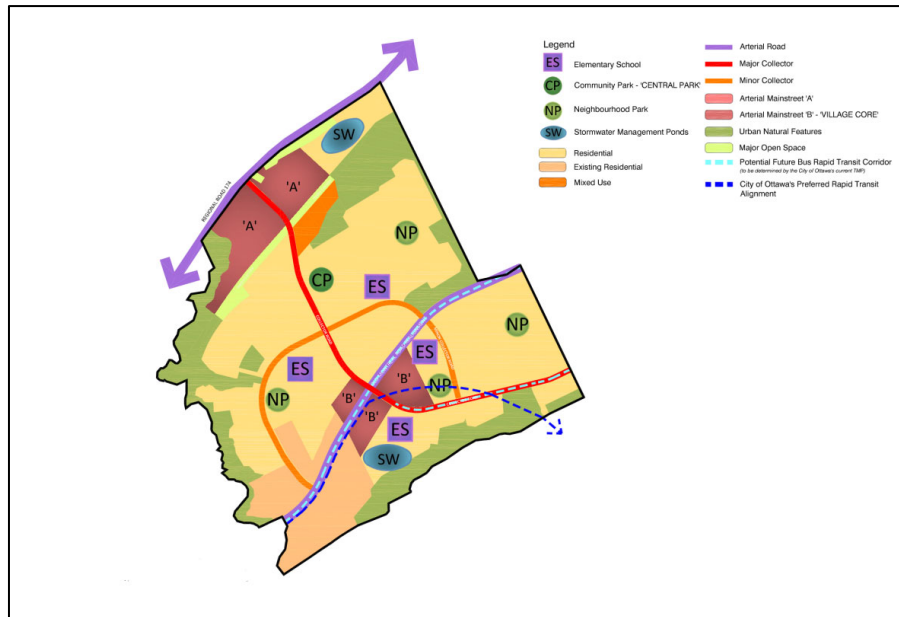 Legend
ES Elementary School
CP Community Park - 'CENTRAL PARK'
NP Neighbourhood Park
SW Stormwater Management Ponds
Residential
Existing Residential
Mixed Use
Arterial Road
Major Collector
Minor Collector
Arterial Mainstreet 'A'
Arterial Mainstreet 'B' - 'VILLAGE CORE'
Urban Natural Features
Major Open Space
Potential Future Bus Rapid Transit Corridor
(to be determined by the City of Ottawa's current TMP)
City of Ottawa's Preferred Rapid Transit
Alignment
SW
'A'
REGIONAL ROAD 174
'A'
NP
CP
ES
NP
ES
ES
'B'
NP
NP
'B'
'B'
ES
SW